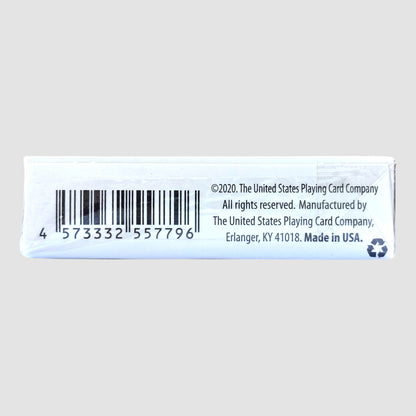 ©2020. The United States Playing Card Company
All rights reserved. Manufactured by
The United States Playing Card Company,
Erlanger, KY 41018. Made in USA.
4 573332 557796